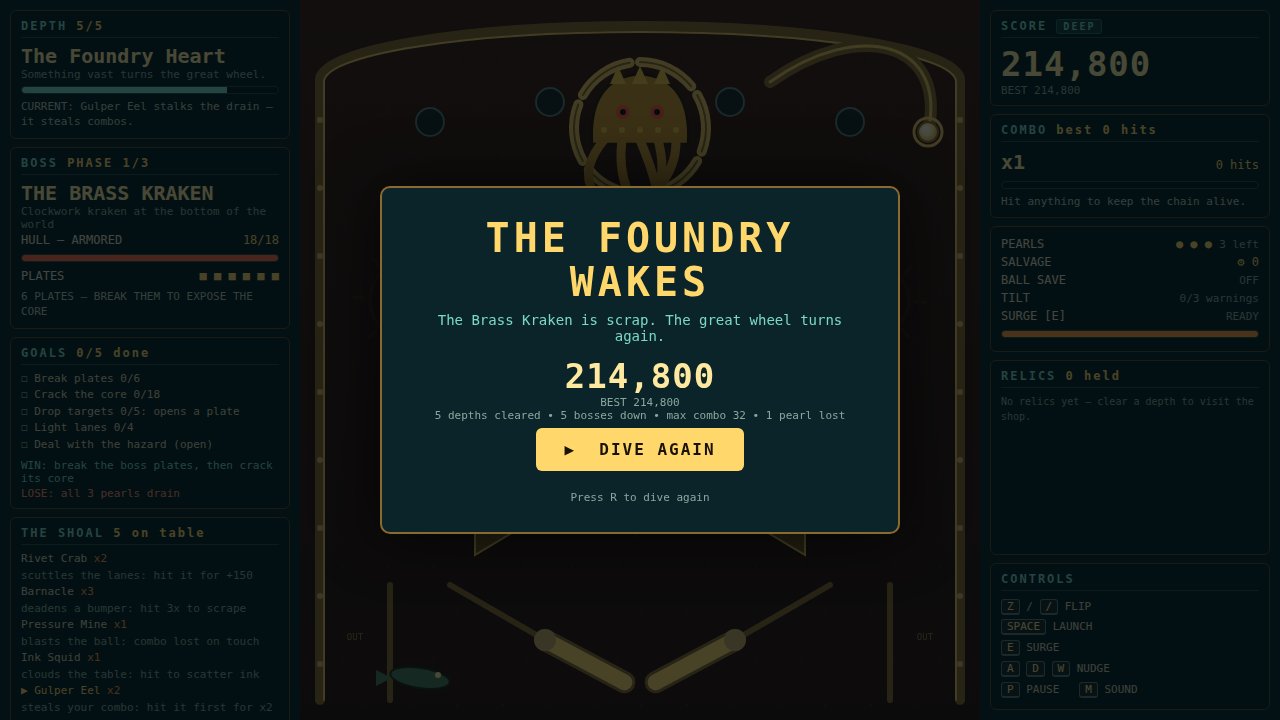 DEPTH 5/5
The Foundry Heart
Something vast turns the great wheel.
CURRENT: Gulper Eel stalks the drain —
it steals combos.
BOSS PHASE 1/3
THE BRASS KRAKEN
Clockwork kraken at the bottom of the
world
HULL — ARMORED 18/18
PLATES ■ ■ ■ ■ ■ ■
6 PLATES — BREAK THEM TO EXPOSE THE
CORE
GOALS 0/5 done
☐ Break plates 0/6
☐ Crack the core 0/18
☐ Drop targets 0/5: opens a plate
☐ Light lanes 0/4
☐ Deal with the hazard (open)
WIN: break the boss plates, then crack
its core
LOSE: all 3 pearls drain
THE SHOAL 5 on table
Rivet Crab x2
scuttles the lanes: hit it for +150
Barnacle x3
deadens a bumper: hit 3x to scrape
Pressure Mine x1
blasts the ball: combo lost on touch
Ink Squid x1
clouds the table: hit to scatter ink
▶ Gulper Eel x2
steals your combo: hit it first for x2
THE FOUNDRY
WAKES
The Brass Kraken is scrap. The great wheel turns
again.
214,800
BEST 214,800
5 depths cleared • 5 bosses down • max combo 32 • 1 pearl lost
▶ DIVE AGAIN
Press R to dive again
OUT
OUT
SCORE DEEP
214,800
BEST 214,800
COMBO best 0 hits
x1 0 hits
Hit anything to keep the chain alive.
PEARLS ● ● ● 3 left
SALVAGE ⚙ 0
BALL SAVE OFF
TILT 0/3 warnings
SURGE [E] READY
RELICS 0 held
No relics yet — clear a depth to visit the
shop.
CONTROLS
Z / / FLIP
SPACE LAUNCH
E SURGE
A D W NUDGE
P PAUSE M SOUND